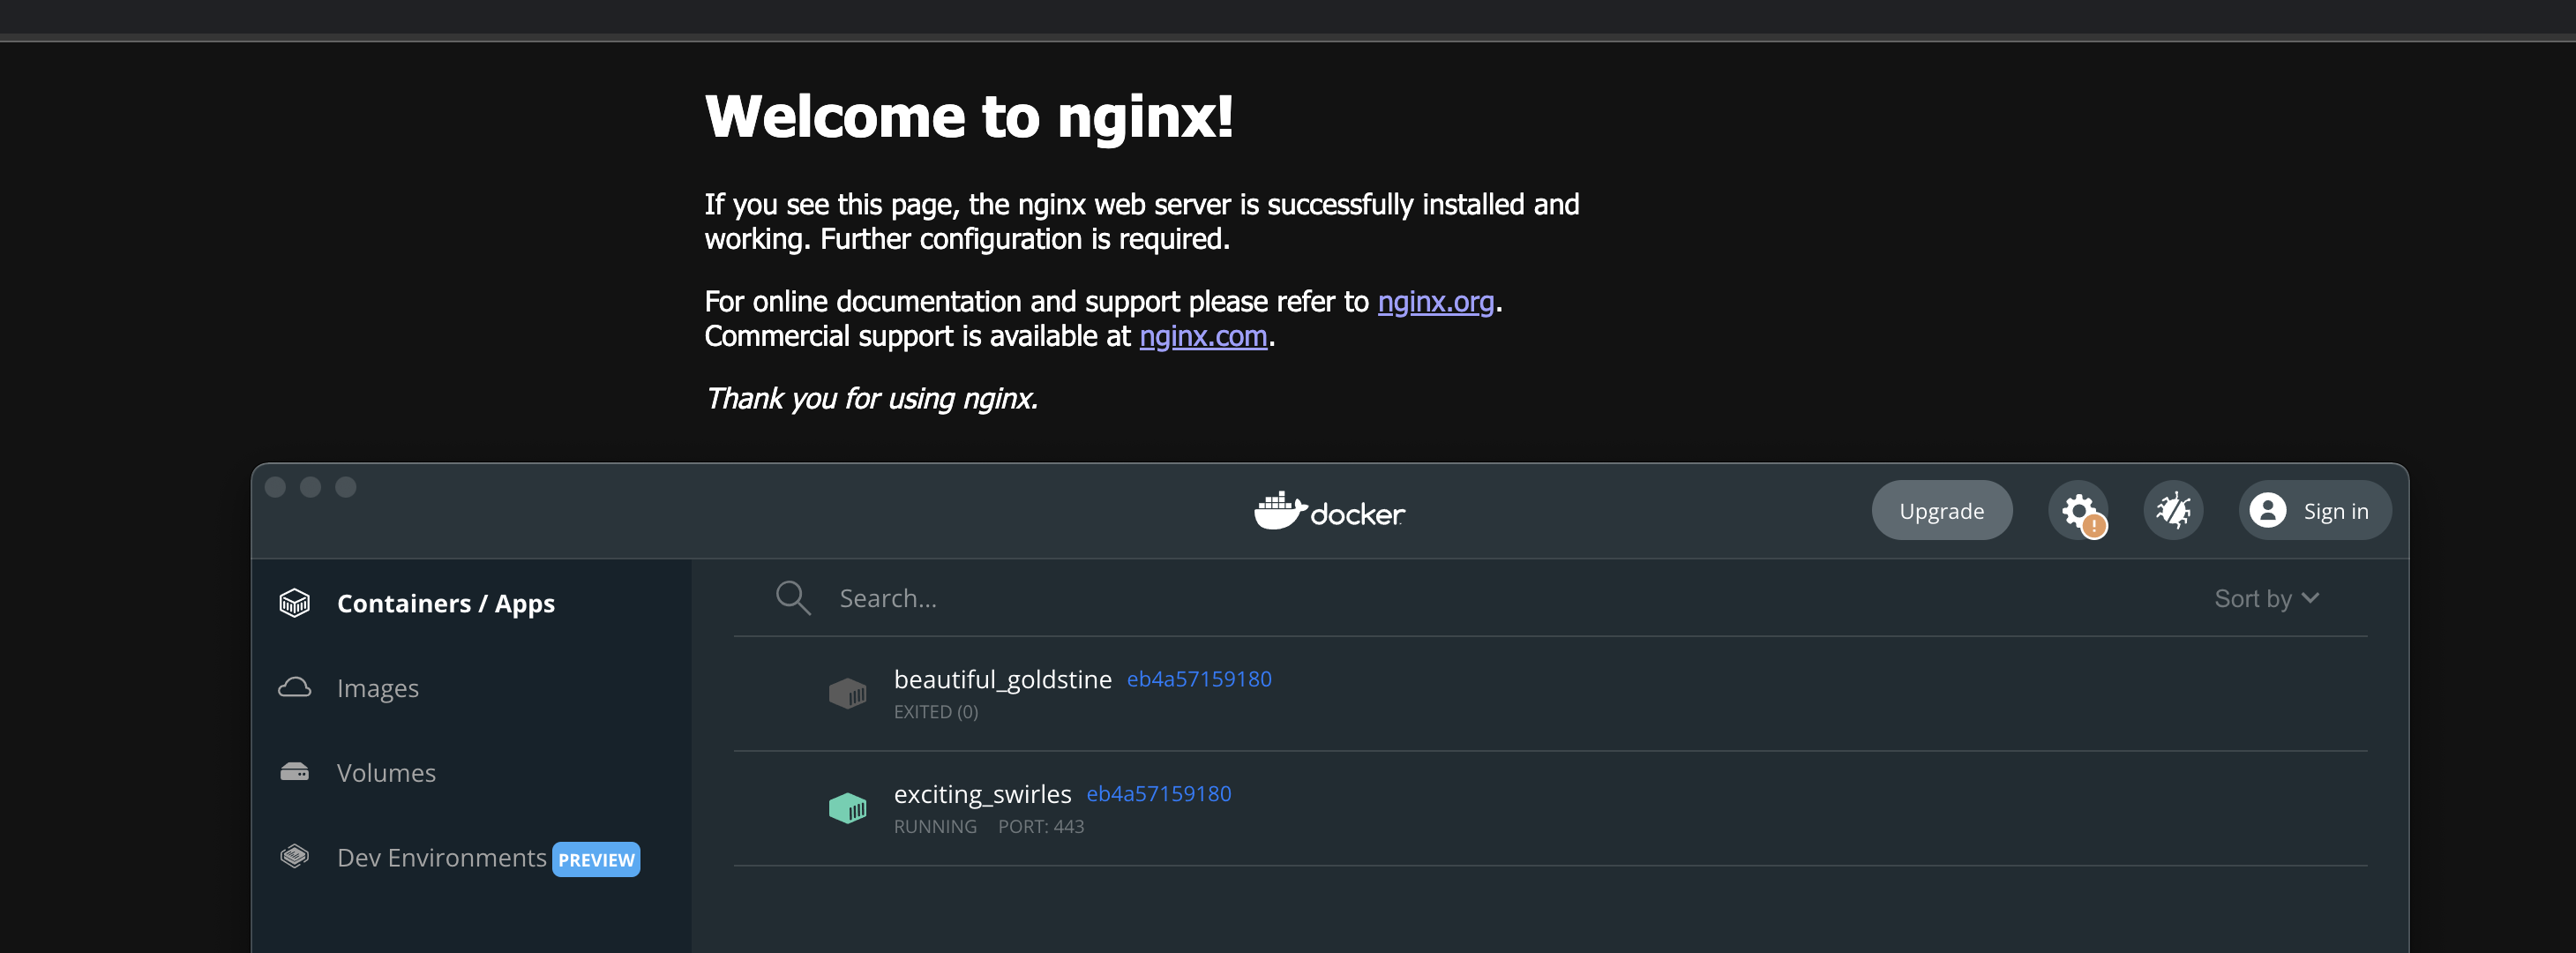 Welcome to nginx!
If you see this page, the nginx web server is successfully installed and
working. Further configuration is required.
For online documentation and support please refer to nginx.org.
Commercial support is available at nginx.com.
Thank you for using nginx.
docker
Upgrade
!
Sign in
Containers / Apps
Images
Volumes
Dev Environments PREVIEW
Search...
Sort by
beautiful_goldstine eb4a57159180
EXITED (0)
exciting_swirles eb4a57159180
RUNNING PORT: 443